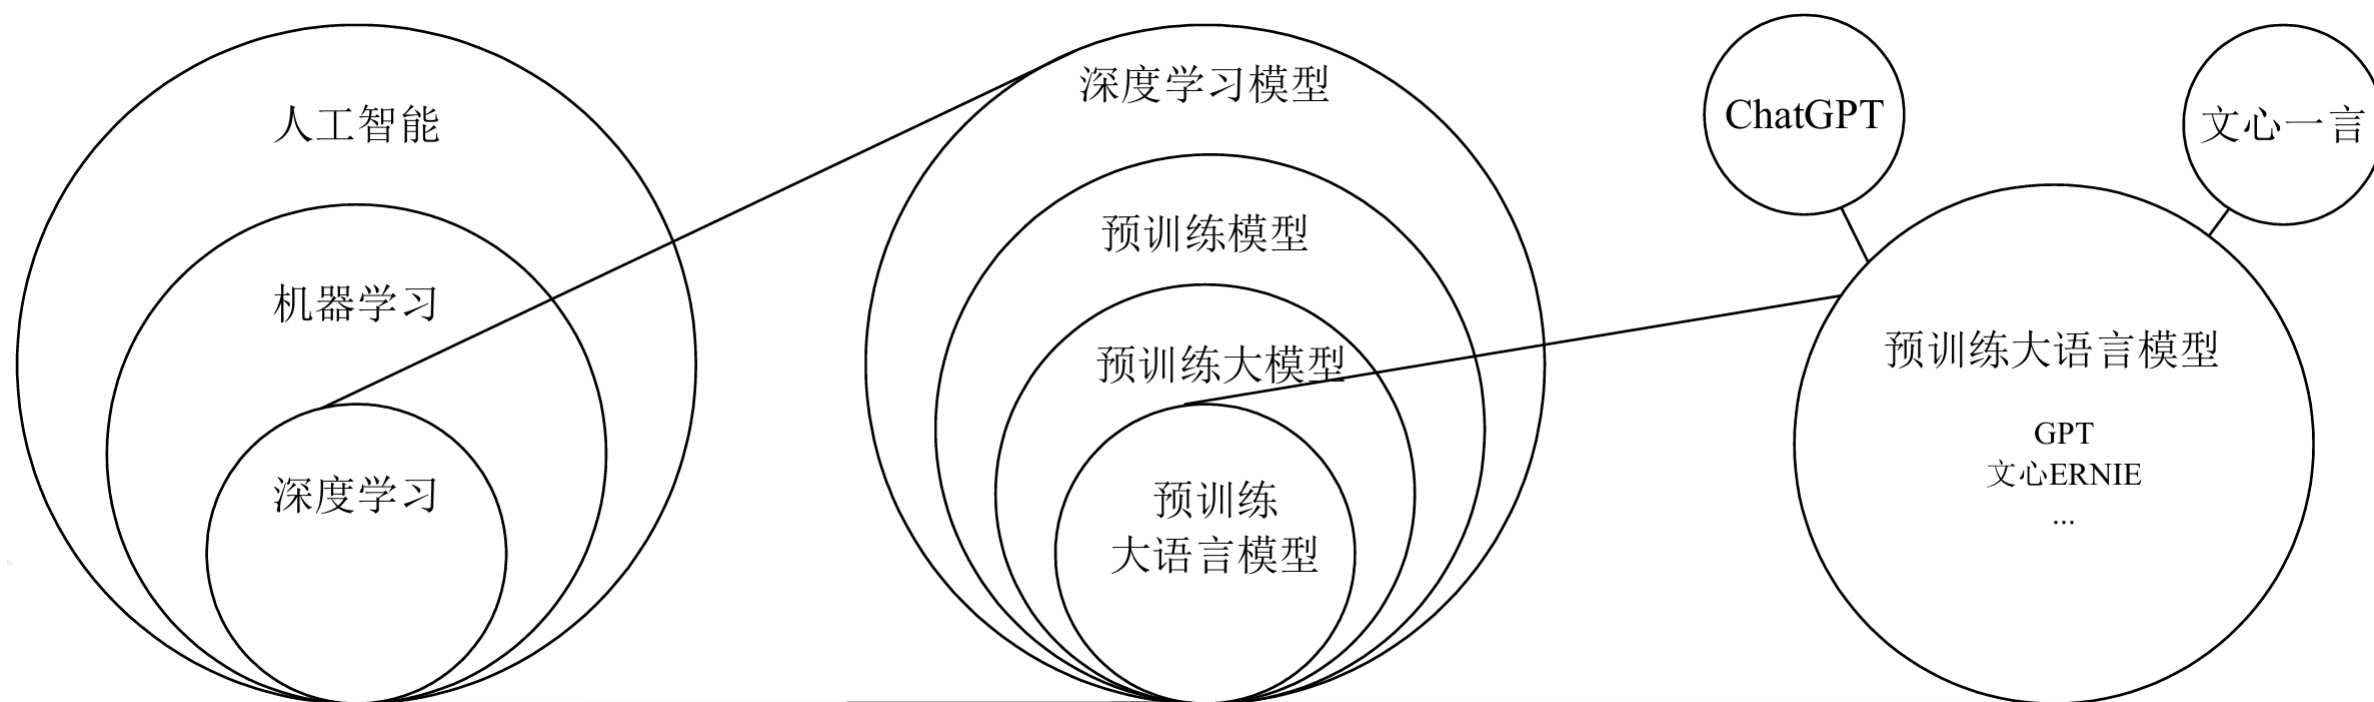 人工智能
机器学习
深度学习
深度学习模型
预训练模型
预训练大模型
预训练
大语言模型
ChatGPT
文心一言
预训练大语言模型
GPT
文心ERNIE
...